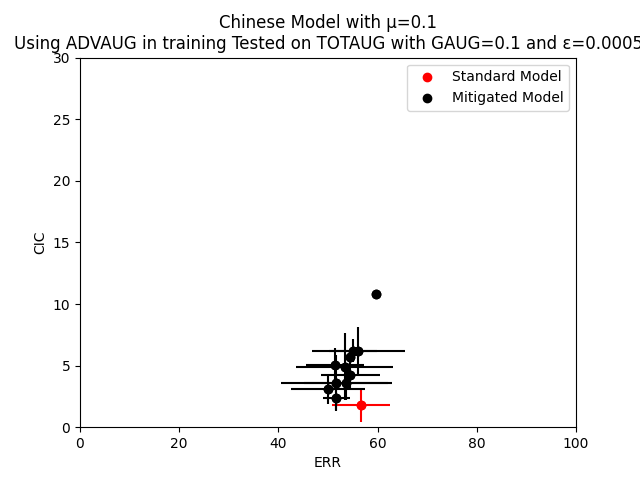 Chinese Model with μ=0.1
Using ADVAUG in training Tested on TOTAUG with GAUG=0.1 and ε=0.0005
Standard Model
Mitigated Model
30
25
20
15
10
5
0
CIC
0 20 40 60 80 100
ERR